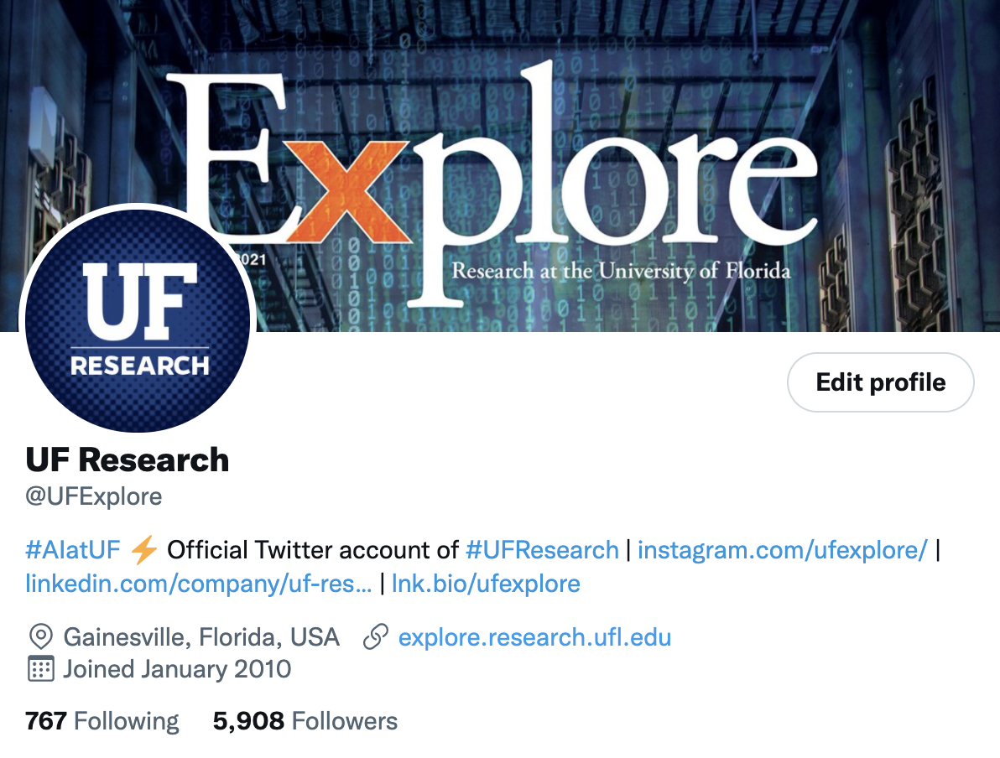 Explore
2021
Research at the University of Florida
UF
RESEARCH
Edit profile
UF Research
@UFExplore
#AIatUF ⚡ Official Twitter account of #UFResearch | instagram.com/ufexplore/ |
linkedin.com/company/uf-res... | lnk.bio/ufexplore
Gainesville, Florida, USA explore.research.ufl.edu
Joined January 2010
767 Following 5,908 Followers